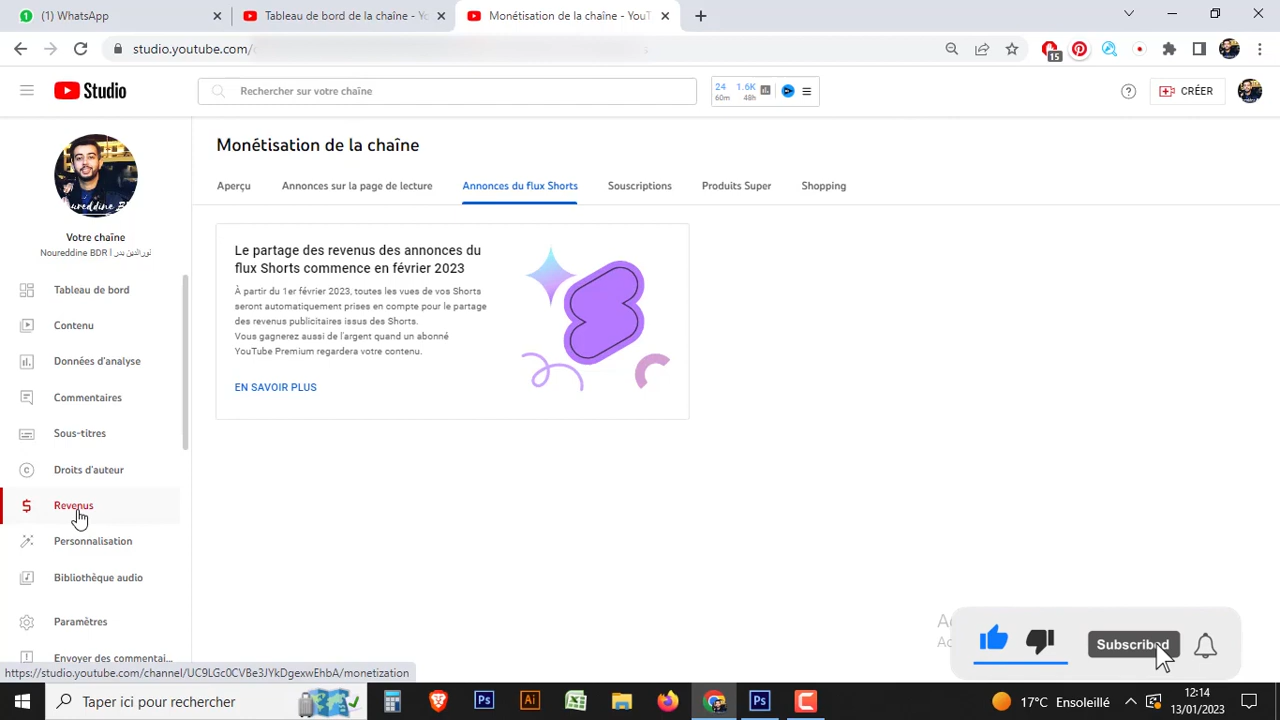 WhatsApp
Tableau de bord de la chaîne - Yo
Monétisation de la chaîne - YouT
studio.youtube.com/
15
Studio
Rechercher sur votre chaîne
24 1.6K
60m 48h
CRÉER
Votre chaîne
Noureddine BDR | نورالدين بدر
Tableau de bord
Contenu
Données d'analyse
Commentaires
Sous-titres
Droits d'auteur
Revenus
Personnalisation
Bibliothèque audio
Paramètres
Envoyer des commentai...
Monétisation de la chaîne
Aperçu Annonces sur la page de lecture Annonces du flux Shorts Souscriptions Produits Super Shopping
Le partage des revenus des annonces du
flux Shorts commence en février 2023
À partir du 1er février 2023, toutes les vues de vos Shorts
seront automatiquement prises en compte pour le partage
des revenus publicitaires issus des Shorts.
Vous gagnerez aussi de l'argent quand un abonné
YouTube Premium regardera votre contenu.
EN SAVOIR PLUS
Subscribed
https://studio.youtube.com/channel/UC9LGc0CVBe3JYkDgexwEhbA/monetization
Taper ici pour rechercher
Ps
Ai
Ps
17°C Ensoleillé
12:14
13/01/2023